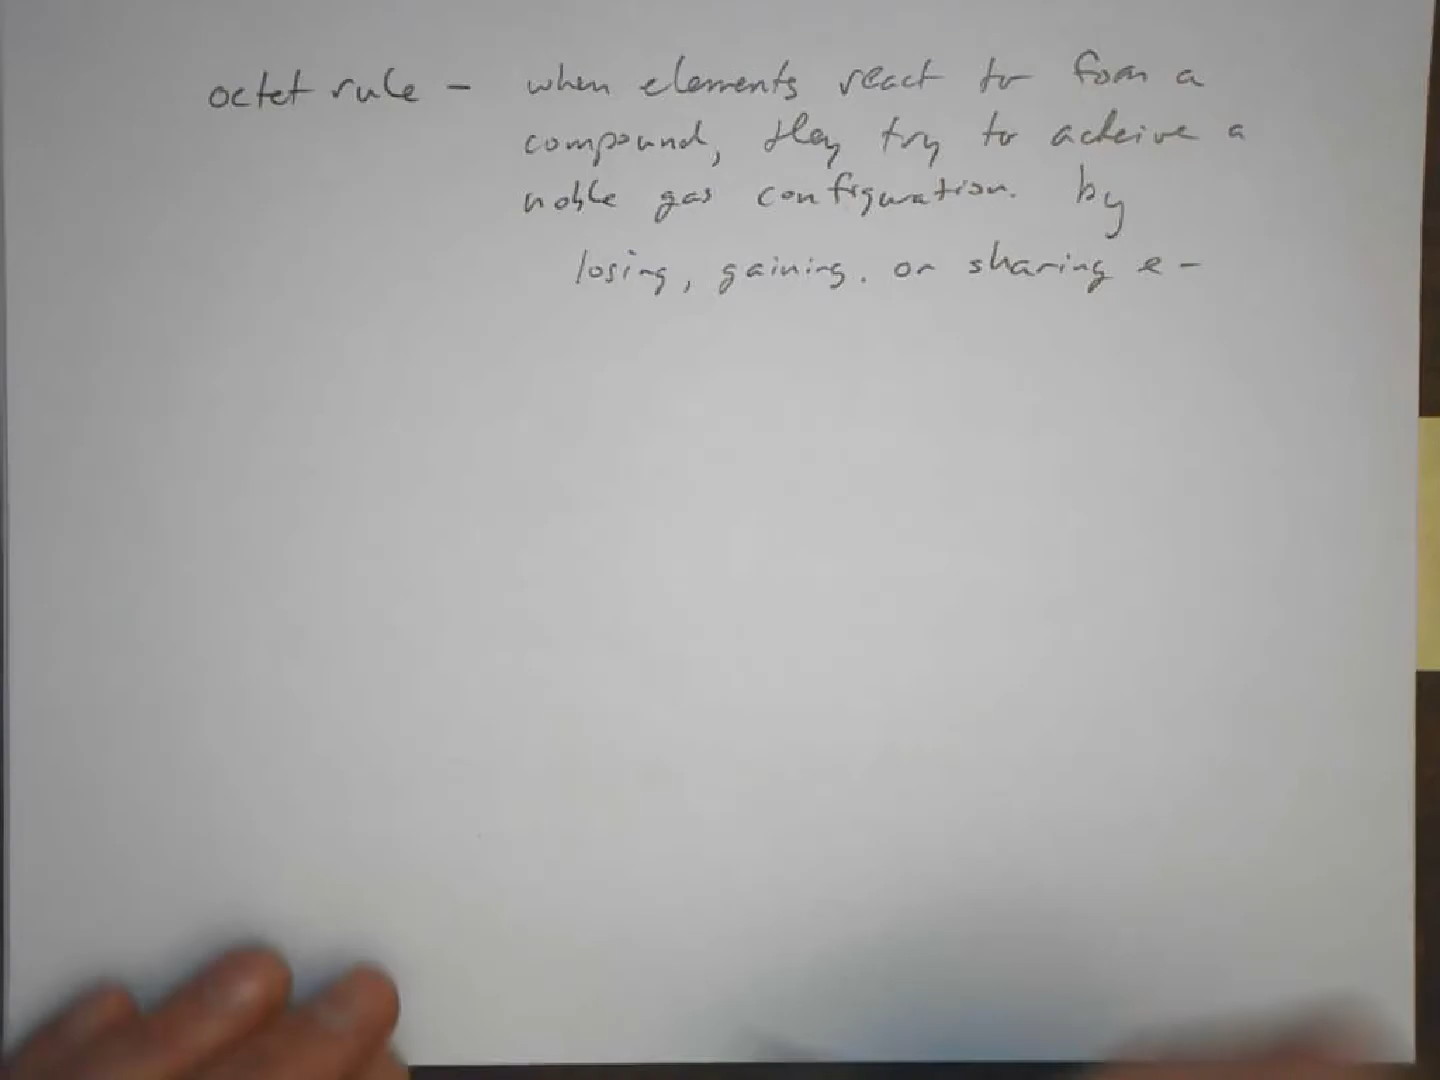 octet rule - when elements react to form a
compound, they try to acheive a
noble gas configuration. by
losing, gaining. or sharing e-